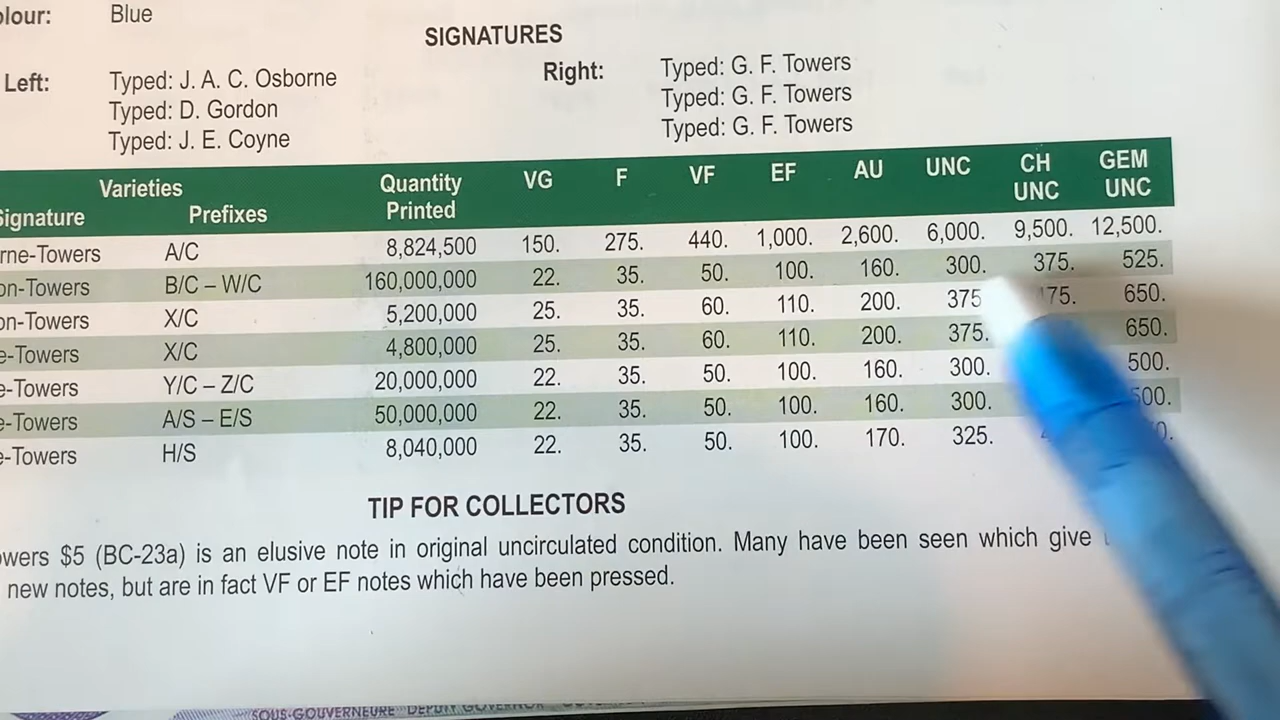 olour: Blue
SIGNATURES
Left: Typed: J. A. C. Osborne Right: Typed: G. F. Towers
Typed: D. Gordon Typed: G. F. Towers
Typed: J. E. Coyne Typed: G. F. Towers
Varieties Quantity Printed VG F VF EF AU UNC CH UNC GEM UNC
Signature Prefixes
rne-Towers A/C 8,824,500 150. 275. 440. 1,000. 2,600. 6,000. 9,500. 12,500.
on-Towers B/C – W/C 160,000,000 22. 35. 50. 100. 160. 300. 375. 525.
on-Towers X/C 5,200,000 25. 35. 60. 110. 200. 375 75. 650.
e-Towers X/C 4,800,000 25. 35. 60. 110. 200. 375. 650.
e-Towers Y/C – Z/C 20,000,000 22. 35. 50. 100. 160. 300. 500.
e-Towers A/S – E/S 50,000,000 22. 35. 50. 100. 160. 300. 500.
e-Towers H/S 8,040,000 22. 35. 50. 100. 170. 325.
TIP FOR COLLECTORS
owers $5 (BC-23a) is an elusive note in original uncirculated condition. Many have been seen which give
new notes, but are in fact VF or EF notes which have been pressed.
SOUS-GOUVERNEURE DEPUTY GOVERNOR